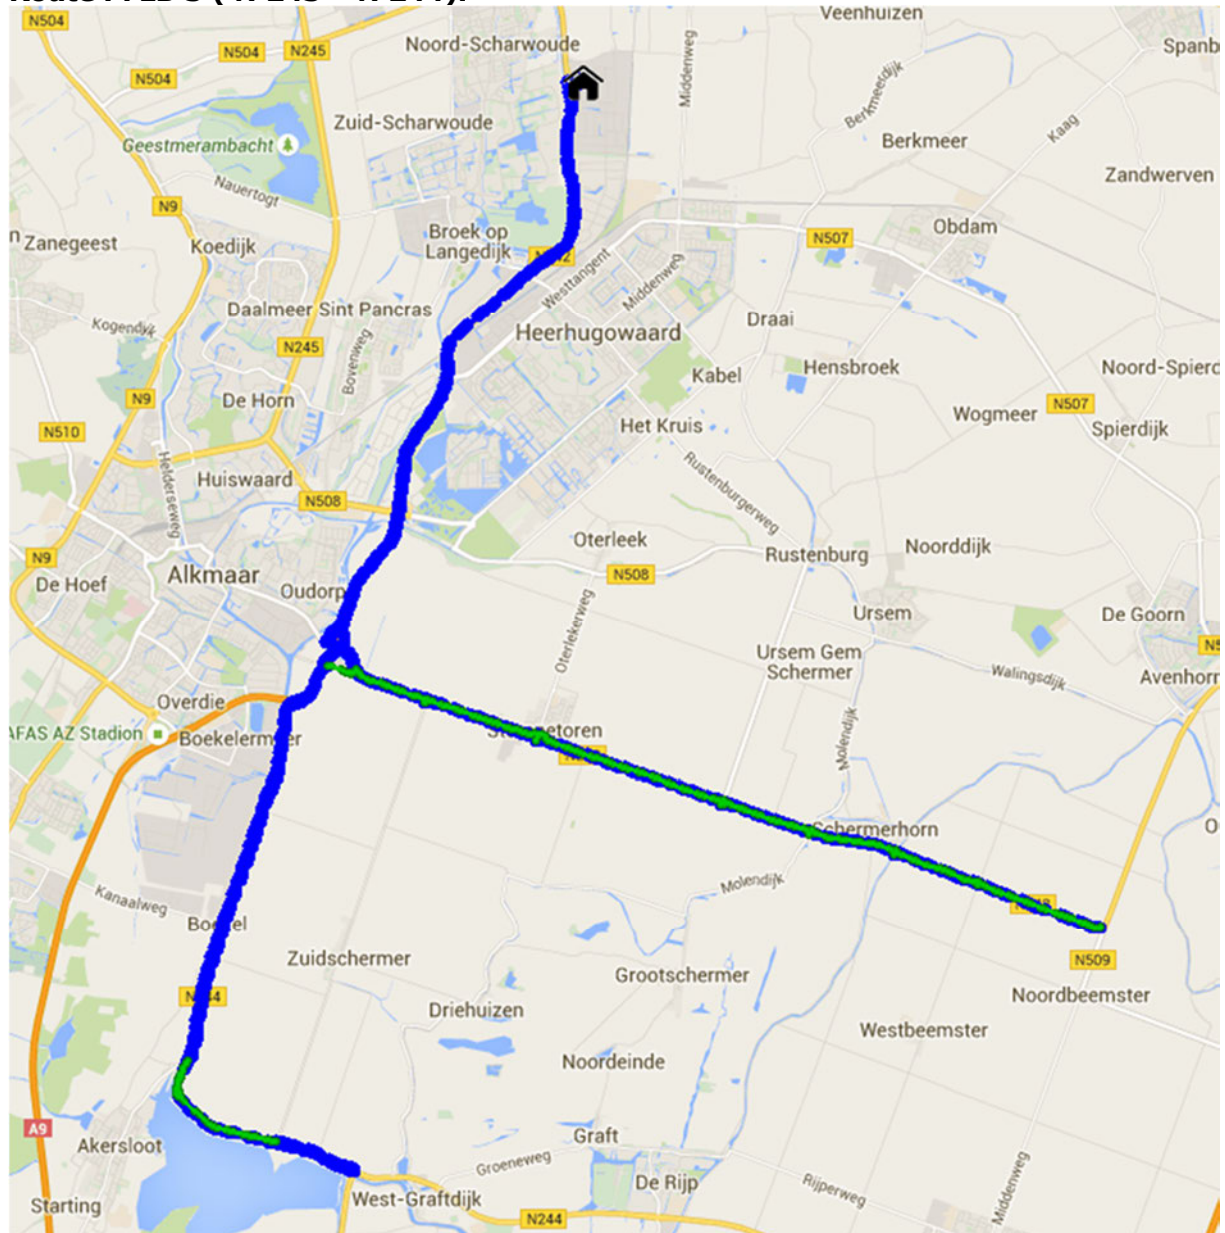 N504
Veenhuizen
N504
N245
Noord-Scharwoude
Spanb
N504
Middenweg
Berkmeerdijk
Zuid-Scharwoude
Geestmerambacht
Berkmeer
Kaag
Nauertogt
Zandwerven
N9
Broek op
Langedijk
n Zanegeest
Koedijk
N507
Obdam
Westtangent
Middenweg
Daalmeer Sint Pancras
Kogendijk
Heerhugowaard
Draai
N245
Bovenweg
Kabel
Hensbroek
Noord-Spierd
N9
De Horn
Wogmeer
N507
N510
Het Kruis
Spierdijk
Helderseweg
Huiswaard
Rustenburgerweg
N508
Oterleek
Noorddijk
N9
Rustenburg
De Hoef
Alkmaar
N508
Oudorp
Oterlekerweg
Ursem
De Goorn
Ursem Gem
Schermer
Walingsdijk
Avenhorn
Overdie
AFAS AZ Stadion
Molendijk
Schermerhorn
Molendijk
Kanaalweg
Zuidschermer
N509
Grootschermer
Noordbeemster
Driehuizen
Westbeemster
Noordeinde
A9
Akersloot
Graft
Groeneweg
De Rijp
Middenweg
Rijperweg
West-Graftdijk
Starting
N244